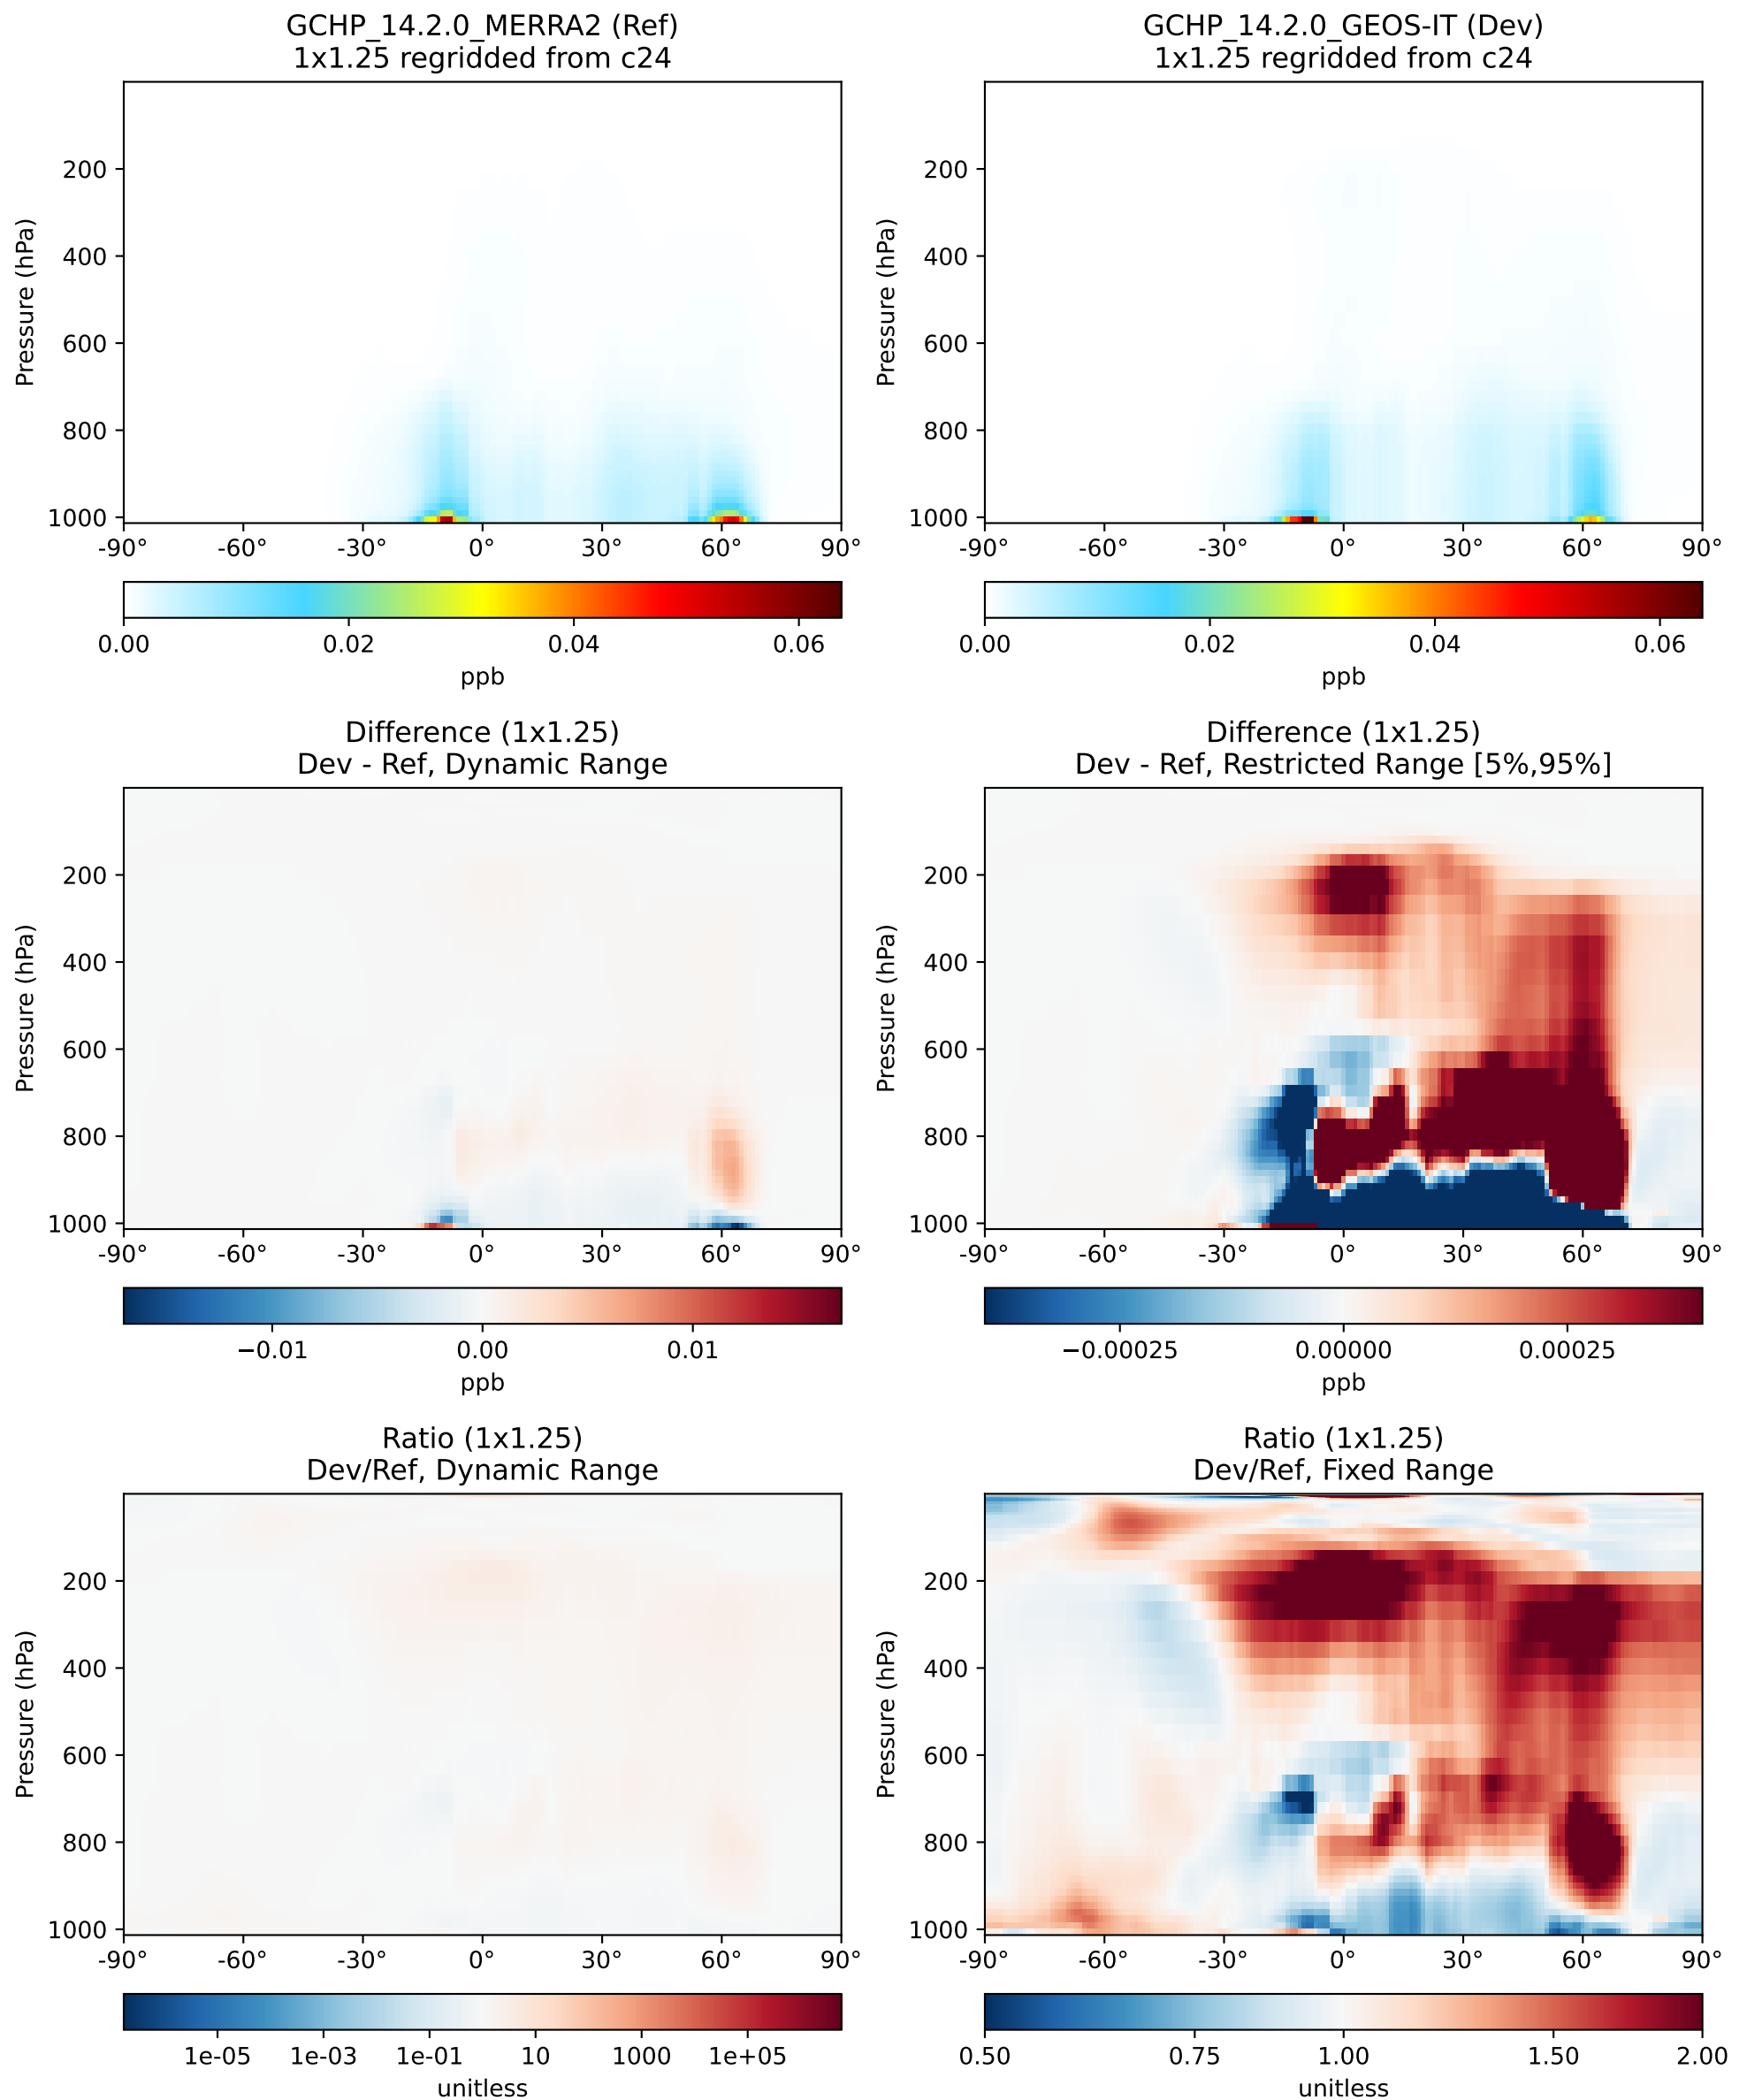 GCHP_14.2.0_MERRA2 (Ref)
1x1.25 regridded from c24
Pressure (hPa)
200
400
600
800
1000
-90° -60° -30° 0° 30° 60° 90°
0.00 0.02 0.04 0.06
ppb
GCHP_14.2.0_GEOS-IT (Dev)
1x1.25 regridded from c24
Pressure (hPa)
200
400
600
800
1000
-90° -60° -30° 0° 30° 60° 90°
0.00 0.02 0.04 0.06
ppb
Difference (1x1.25)
Dev - Ref, Dynamic Range
Pressure (hPa)
200
400
600
800
1000
-90° -60° -30° 0° 30° 60° 90°
−0.01 0.00 0.01
ppb
Difference (1x1.25)
Dev - Ref, Restricted Range [5%,95%]
Pressure (hPa)
200
400
600
800
1000
-90° -60° -30° 0° 30° 60° 90°
−0.00025 0.00000 0.00025
ppb
Ratio (1x1.25)
Dev/Ref, Dynamic Range
Pressure (hPa)
200
400
600
800
1000
-90° -60° -30° 0° 30° 60° 90°
1e-05 1e-03 1e-01 10 1000 1e+05
unitless
Ratio (1x1.25)
Dev/Ref, Fixed Range
Pressure (hPa)
200
400
600
800
1000
-90° -60° -30° 0° 30° 60° 90°
0.50 0.75 1.00 1.50 2.00
unitless